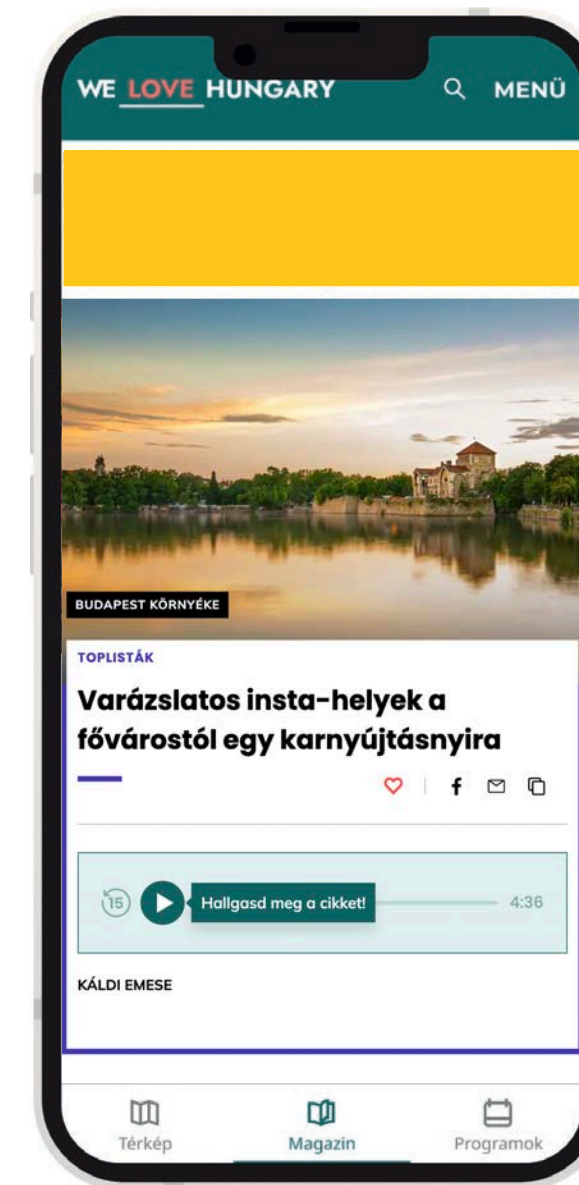 WE LOVE HUNGARY
MENÜ
BUDAPEST KÖRNYÉKE
TOPLISTÁK
Varázslatos insta-helyek a
fővárostól egy karnyújtásnyira
15
Hallgasd meg a cikket!
4:36
KÁLDI EMESE
Térkép
Magazin
Programok